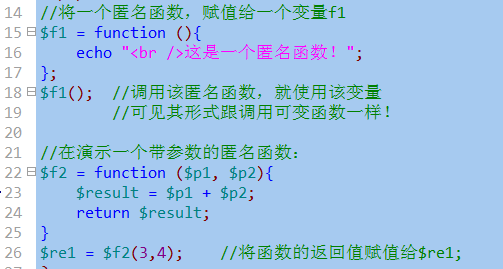 14 //将一个匿名函数，赋值给一个变量f1
15 $f1 = function (){
16 echo "<br />这是一个匿名函数！";
17 };
18 $f1(); //调用该匿名函数，就使用该变量
19 //可见其形式跟调用可变函数一样！
20
21 //在演示一个带参数的匿名函数：
22 $f2 = function ($p1, $p2){
23 $result = $p1 + $p2;
24 return $result;
25 }
26 $re1 = $f2(3,4); //将函数的返回值赋值给$re1;